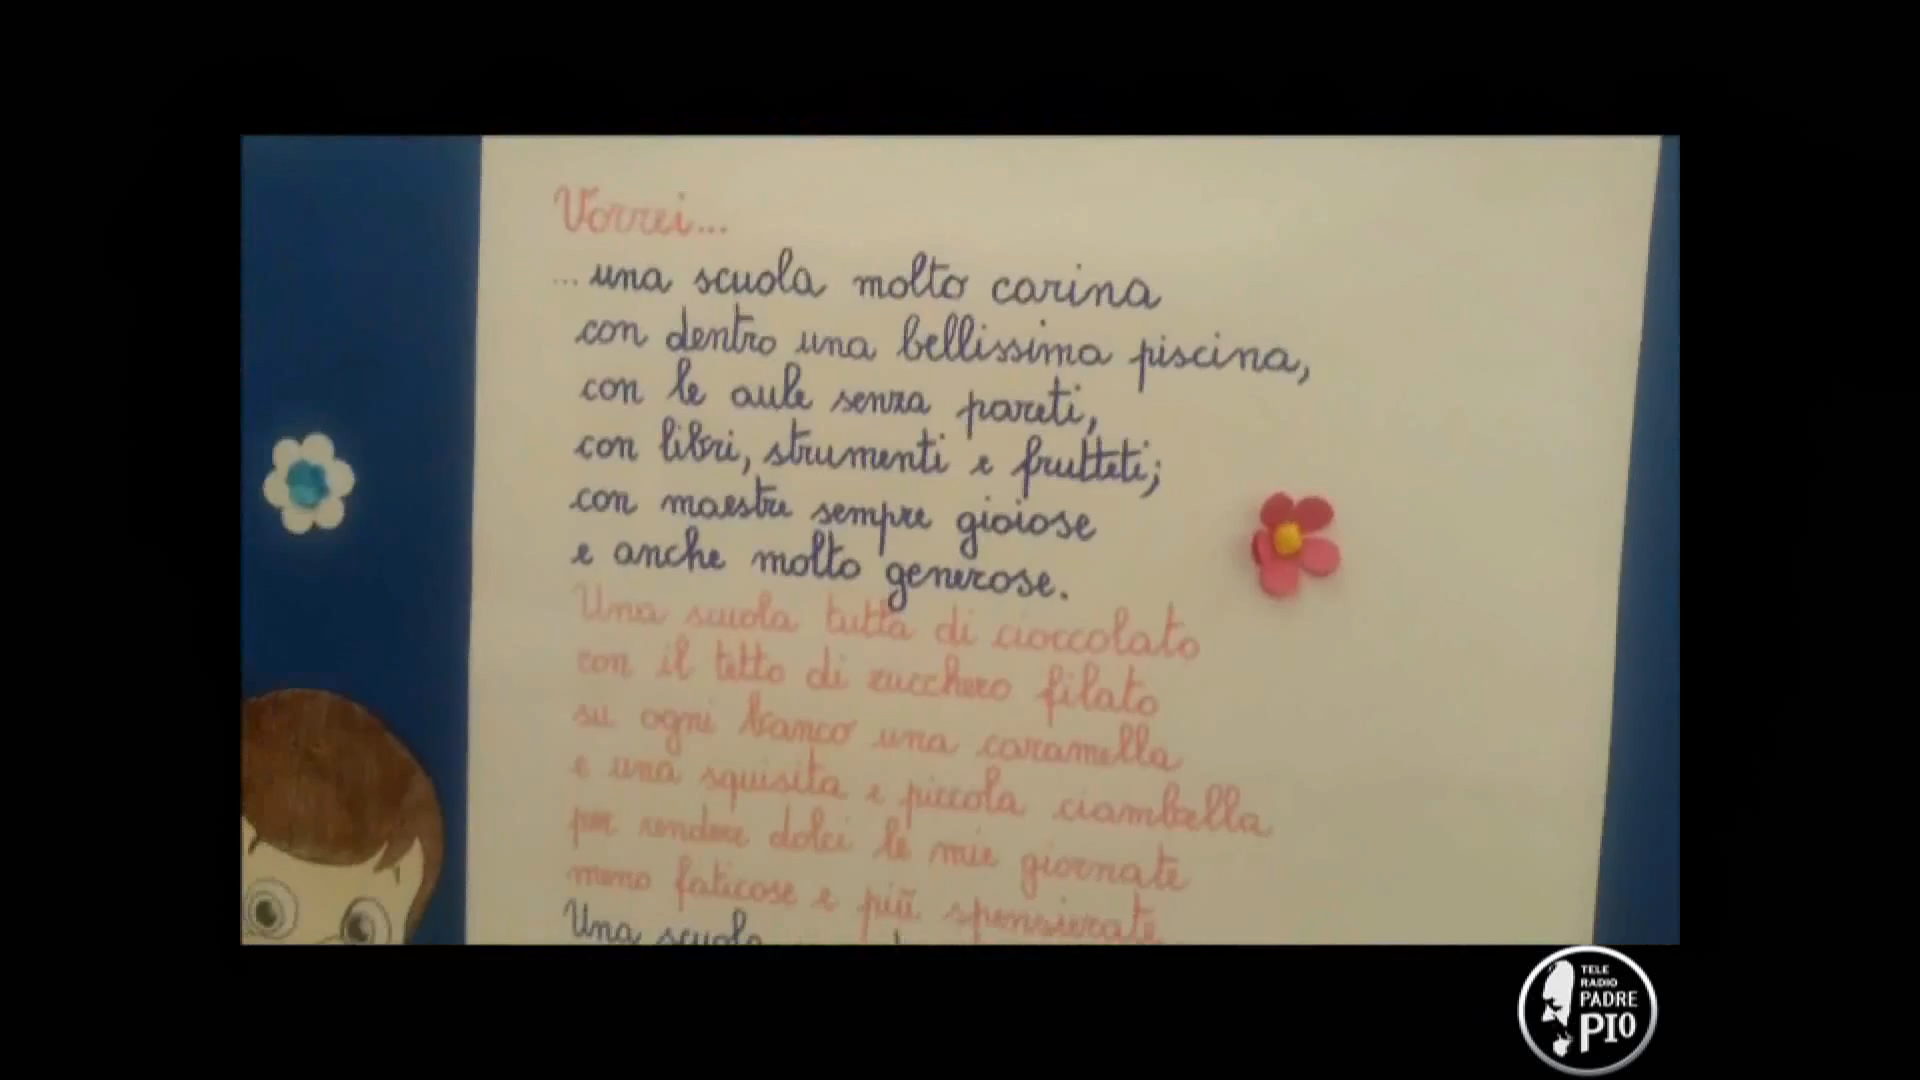 Vorrei...
...una scuola molto carina
con dentro una bellissima piscina,
con le aule senza pareti,
con libri, strumenti e frutteti;
con maestre sempre gioiose
e anche molto generose.
Una scuola tutta di cioccolato
con il tetto di zucchero filato
su ogni banco una caramella
e una squisita e piccola ciambella
per rendere dolci le mie giornate
meno faticose e più spensierate
Una scuola
TELE
RADIO
PADRE
PIO